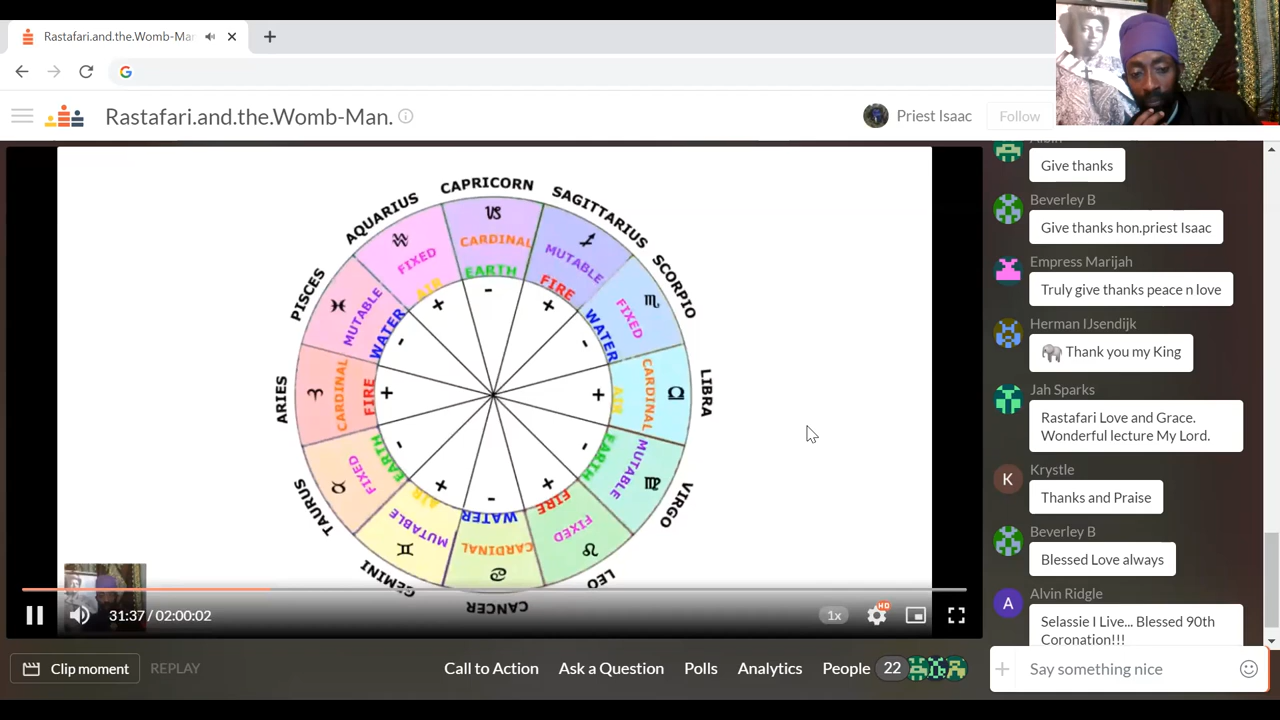 Rastafari.and.the.Womb-Mar
Rastafari.and.the.Womb-Man.
Priest Isaac
Follow
CAPRICORN
CARDINAL
EARTH
-
SAGITTARIUS
MUTABLE
FIRE
+
SCORPIO
FIXED
WATER
-
LIBRA
CARDINAL
AIR
+
VIRGO
MUTABLE
EARTH
-
LEO
FIXED
FIRE
+
CANCER
CARDINAL
WATER
-
GEMINI
MUTABLE
AIR
+
TAURUS
FIXED
EARTH
-
ARIES
CARDINAL
FIRE
+
PISCES
MUTABLE
WATER
-
AQUARIUS
FIXED
AIR
+
31:37 / 02:00:02
1x
HD
Clip moment
REPLAY
Call to Action
Ask a Question
Polls
Analytics
People
22
Give thanks
Beverley B
Give thanks hon.priest Isaac
Empress Marijah
Truly give thanks peace n love
Herman IJsendijk
🐘 Thank you my King
Jah Sparks
Rastafari Love and Grace.
Wonderful lecture My Lord.
K
Krystle
Thanks and Praise
Beverley B
Blessed Love always
A
Alvin Ridgle
Selassie I Live... Blessed 90th
Coronation!!!
Say something nice